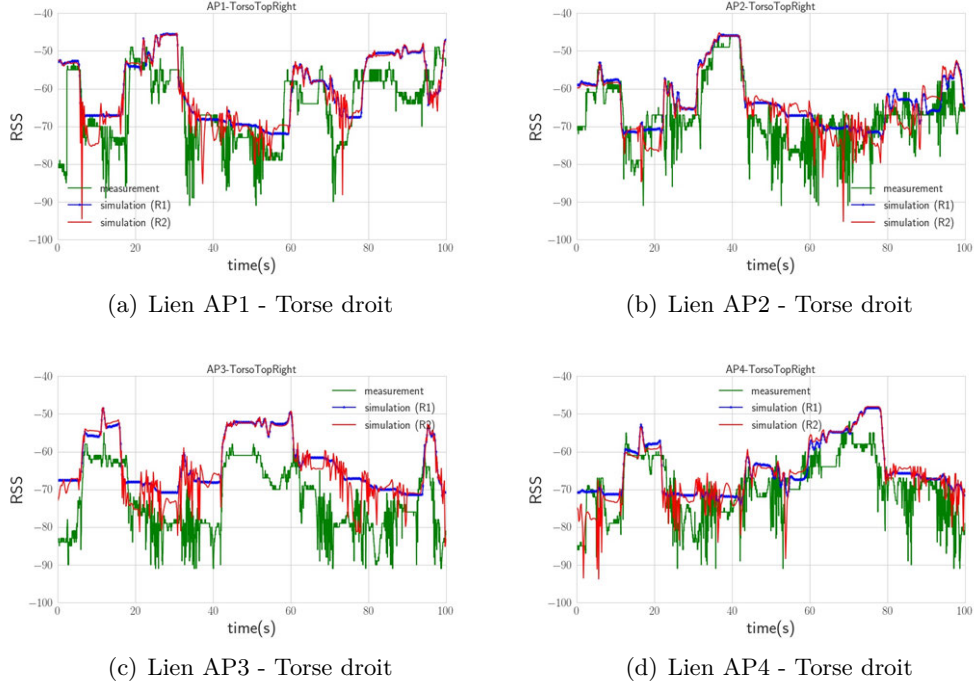 AP1-TorsoTopRight
−40
−50
−60
−70
−80
−90
−100
RSS
measurement
simulation (R1)
simulation (R2)
0 20 40 60 80 100
time(s)
(a) Lien AP1 - Torse droit
AP2-TorsoTopRight
−40
−50
−60
−70
−80
−90
−100
RSS
measurement
simulation (R1)
simulation (R2)
0 20 40 60 80 100
time(s)
(b) Lien AP2 - Torse droit
AP3-TorsoTopRight
−40
−50
−60
−70
−80
−90
−100
RSS
measurement
simulation (R1)
simulation (R2)
0 20 40 60 80 100
time(s)
(c) Lien AP3 - Torse droit
AP4-TorsoTopRight
−40
−50
−60
−70
−80
−90
−100
RSS
measurement
simulation (R1)
simulation (R2)
0 20 40 60 80 100
time(s)
(d) Lien AP4 - Torse droit